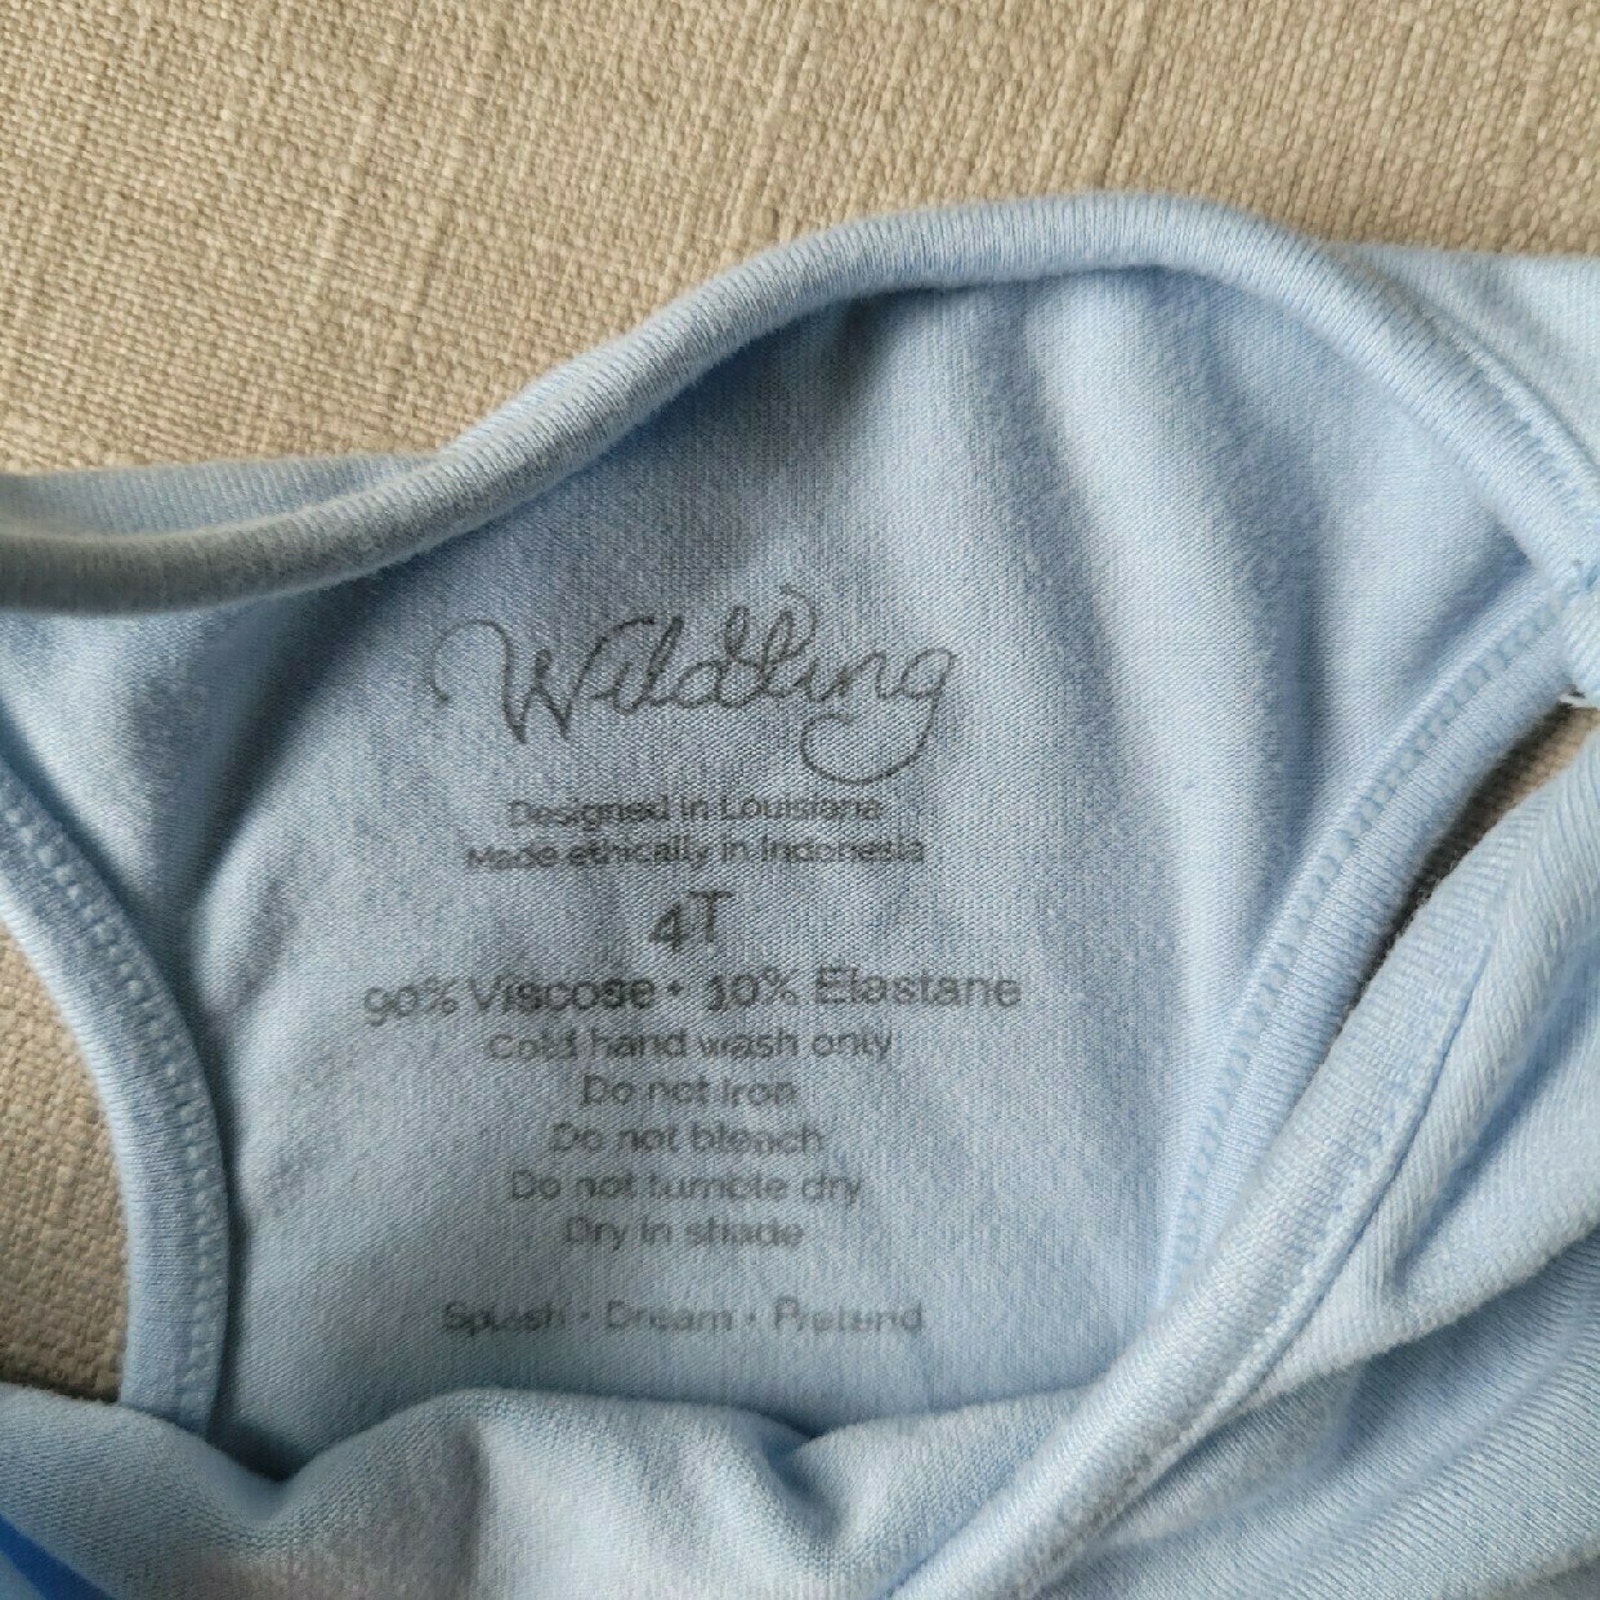 Wildling
Designed in Louisiana
Made ethically in Indonesia
4T
90% Viscose • 10% Elastane
Cold hand wash only
Do not iron
Do not bleach
Do not tumble dry
Dry in shade
Splash • Dream • Pretend